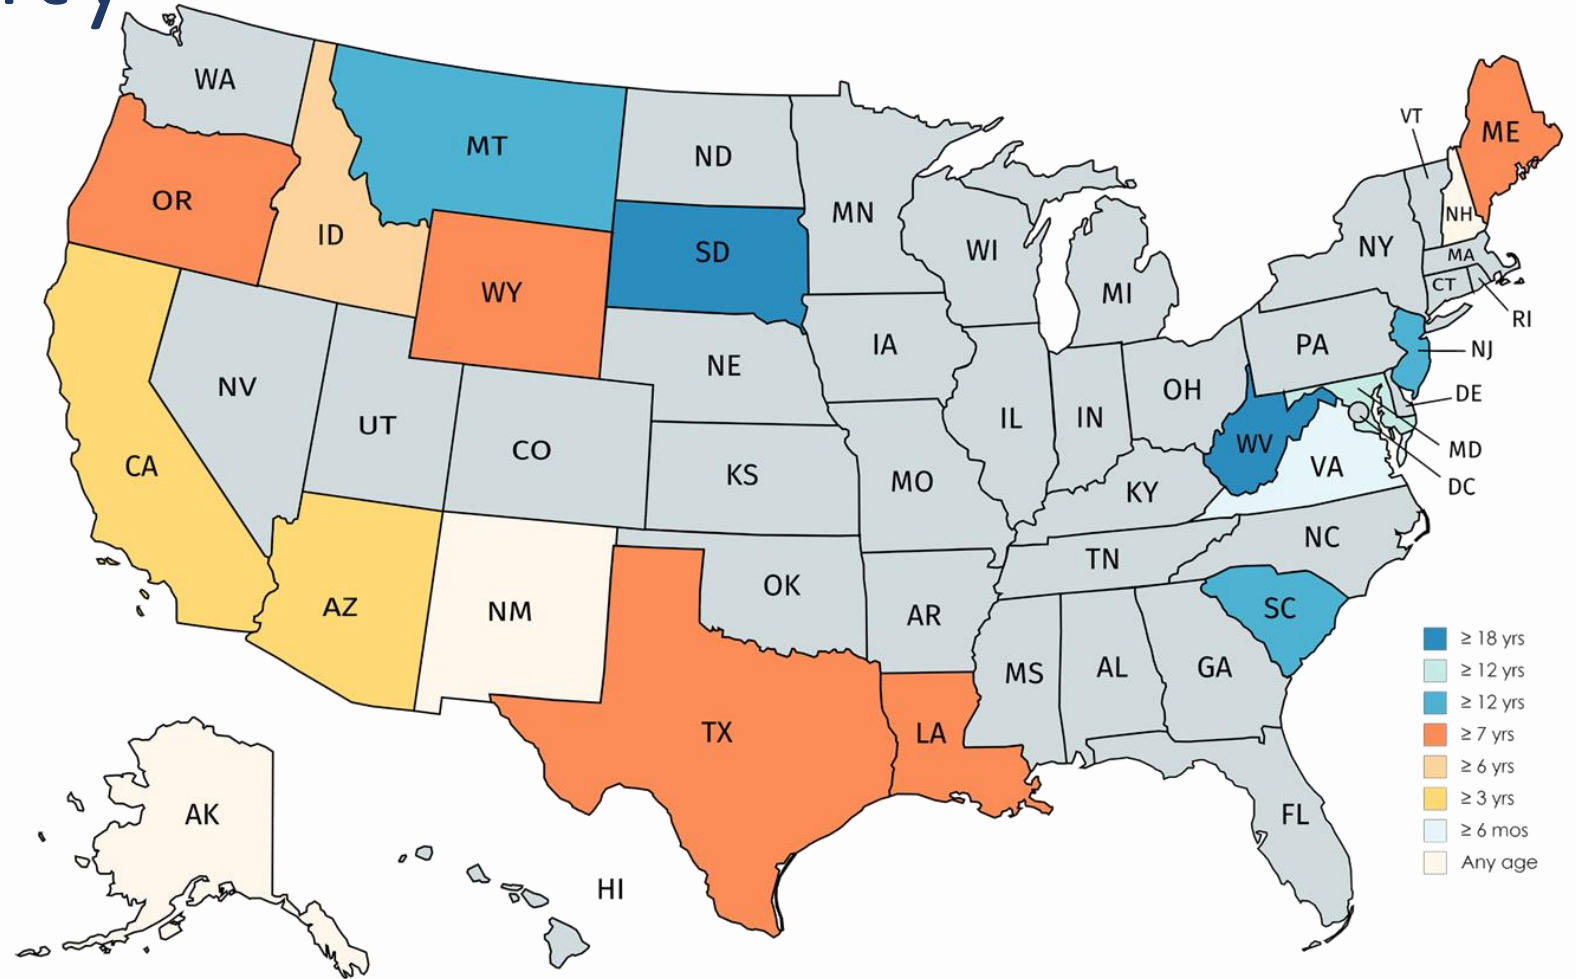 WA
MT
ND
OR
ID
WY
SD
MN
WI
MI
VT
ME
NH
NY
MA
CT
RI
NJ
PA
DE
MD
DC
CA
NV
UT
CO
NE
IA
IL
IN
OH
WV
VA
KS
MO
KY
NC
TN
AZ
NM
OK
AR
SC
MS
AL
GA
TX
LA
FL
AK
HI
≥ 18 yrs
≥ 12 yrs
≥ 12 yrs
≥ 7 yrs
≥ 6 yrs
≥ 3 yrs
≥ 6 mos
Any age